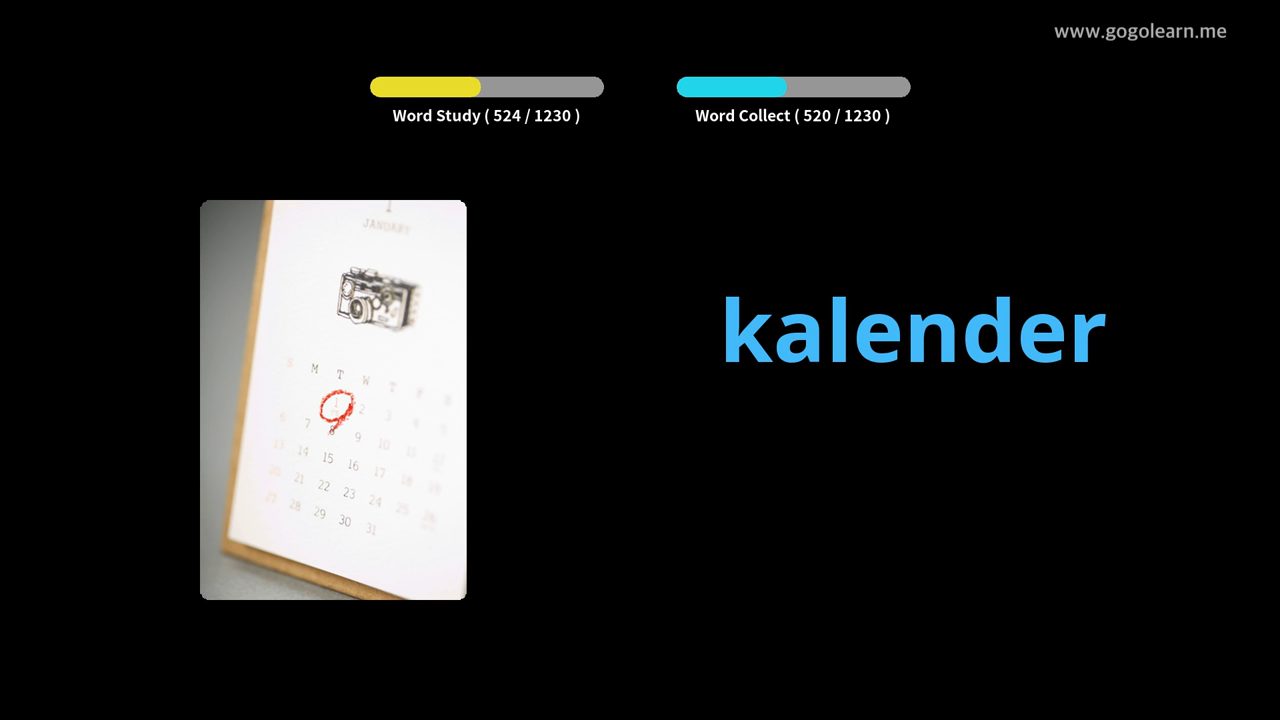 www.gogolearn.me
Word Study ( 524 / 1230 )
Word Collect ( 520 / 1230 )
kalender
JANUARY
S M T W T F S
1 2 3 4 5
6 7 8 9 10 11 12
13 14 15 16 17 18 19
20 21 22 23 24 25 26
27 28 29 30 31